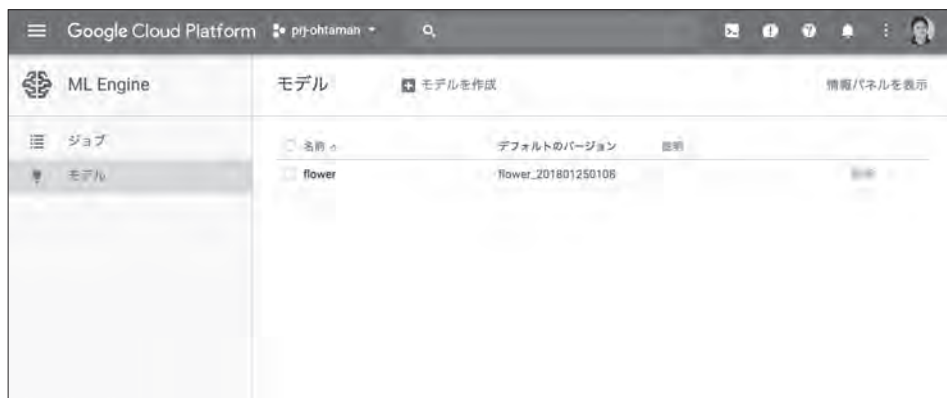 Google Cloud Platform prj-ohtaman
ML Engine
モデル モデルを作成 情報パネルを表示
ジョブ
モデル
名前 デフォルトのバージョン 説明
flower flower_201801250106